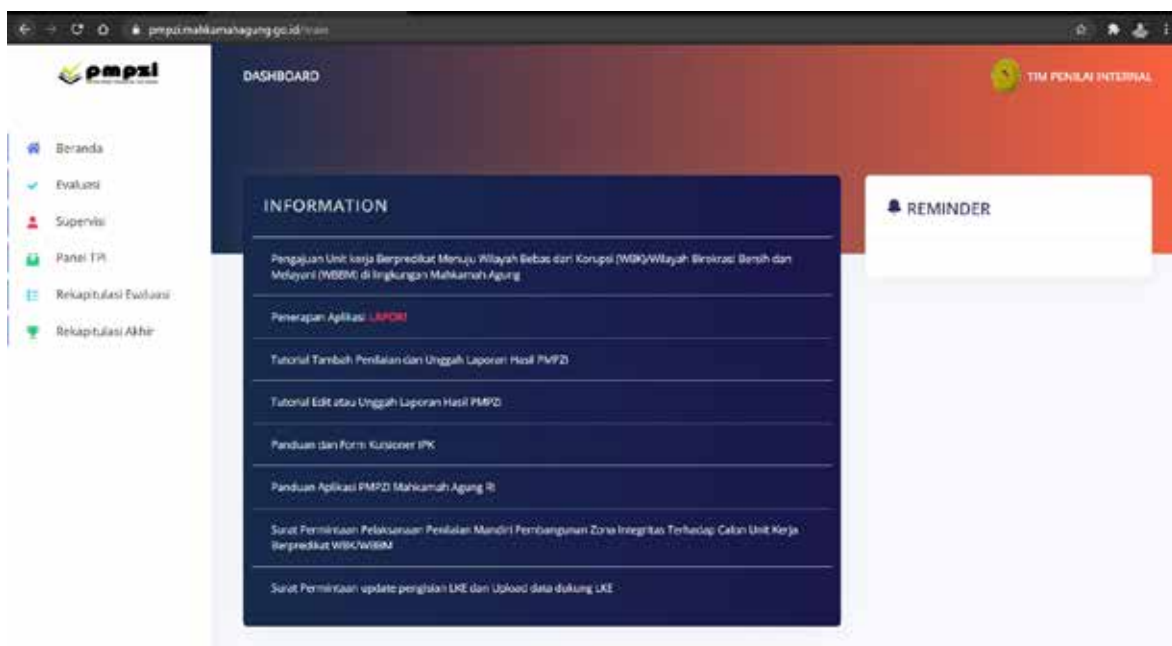 pmpzi.mahkamahagung.go.id/main
pmpzi
DASHBOARD
TIM PENILAI INTERNAL
Beranda
Evaluasi
Supervisi
Panel TPI
Rekapitulasi Evaluasi
Rekapitulasi Akhir
INFORMATION
Pengajuan Unit kerja Berpredikat Menuju Wilayah Bebas dari Korupsi (WBK)/Wilayah Birokrasi Bersih dan
Melayani (WBBM) di lingkungan Mahkamah Agung
Penerapan Aplikasi LAPOR!
Tutorial Tambah Penilaian dan Unggah Laporan Hasil PMPZI
Tutorial Edit atau Unggah Laporan Hasil PMPZI
Panduan dan Form Kuisioner IPK
Panduan Aplikasi PMPZI Mahkamah Agung RI
Surat Permintaan Pelaksanaan Penilaian Mandiri Pembangunan Zona Integritas Terhadap Calon Unit Kerja
Berpredikat WBK/WBBM
Surat Permintaan update pengisian LKE dan Upload data dukung LKE
REMINDER